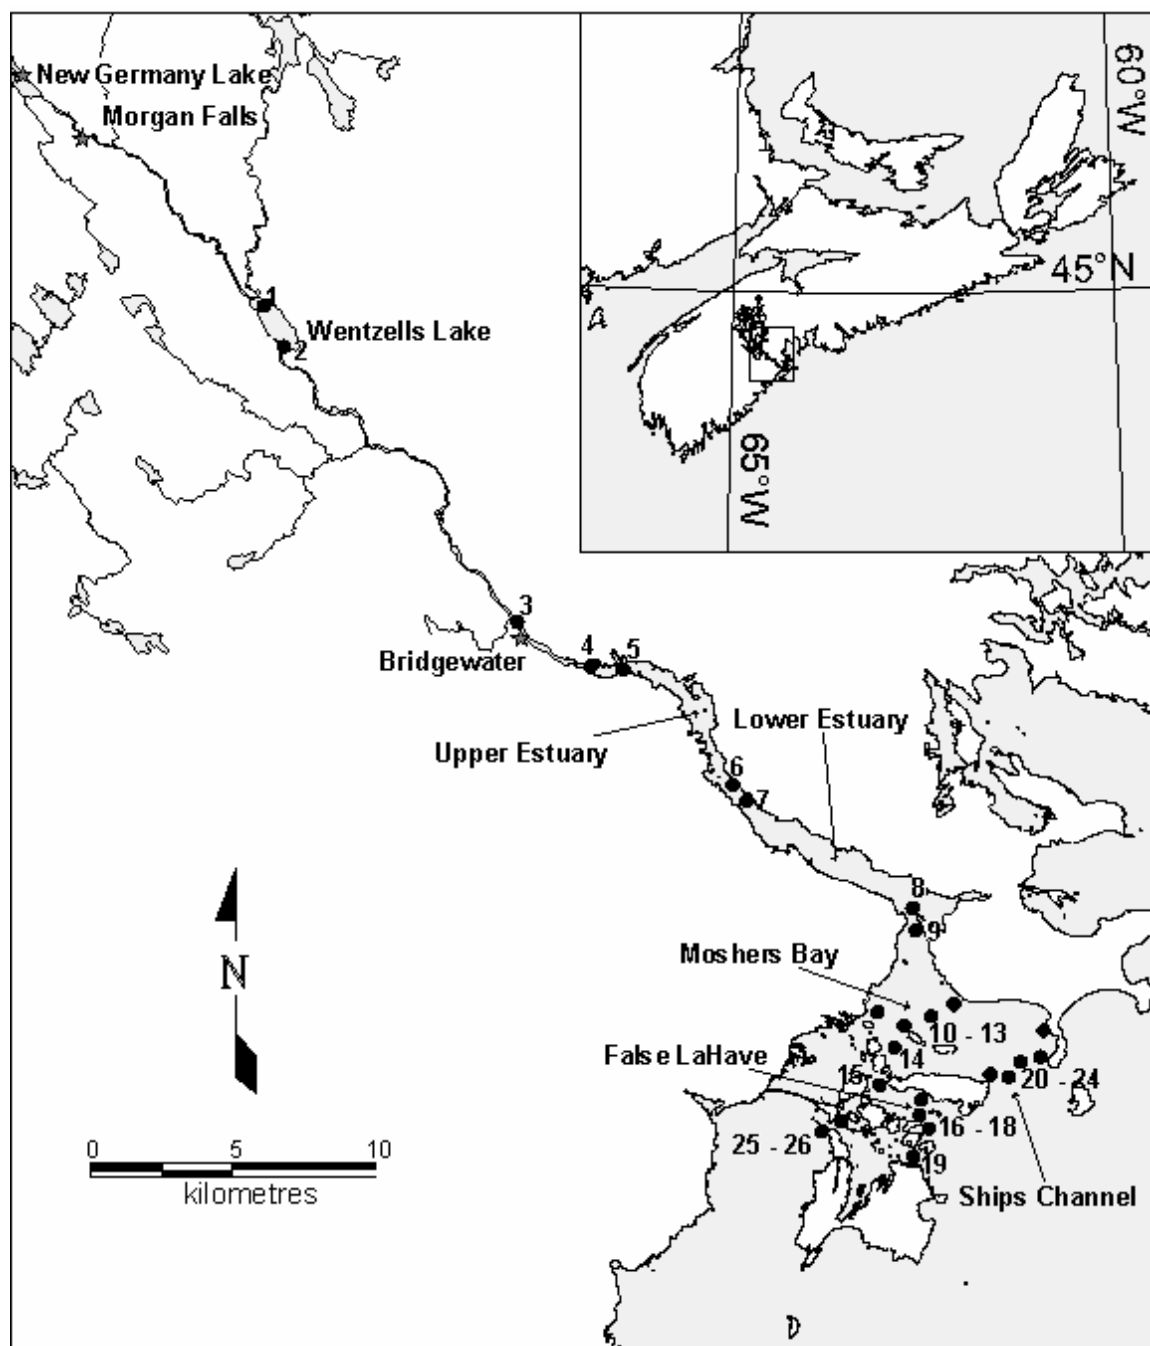 New Germany Lake
Morgan Falls
60°W
45°N
65°W
1
Wentzells Lake
2
3
Bridgewater
4
5
Upper Estuary
Lower Estuary
6
7
8
9
Moshers Bay
10 - 13
14
False LaHave
15
20 - 24
16 - 18
25 - 26
19
Ships Channel
N
0 5 10
kilometres